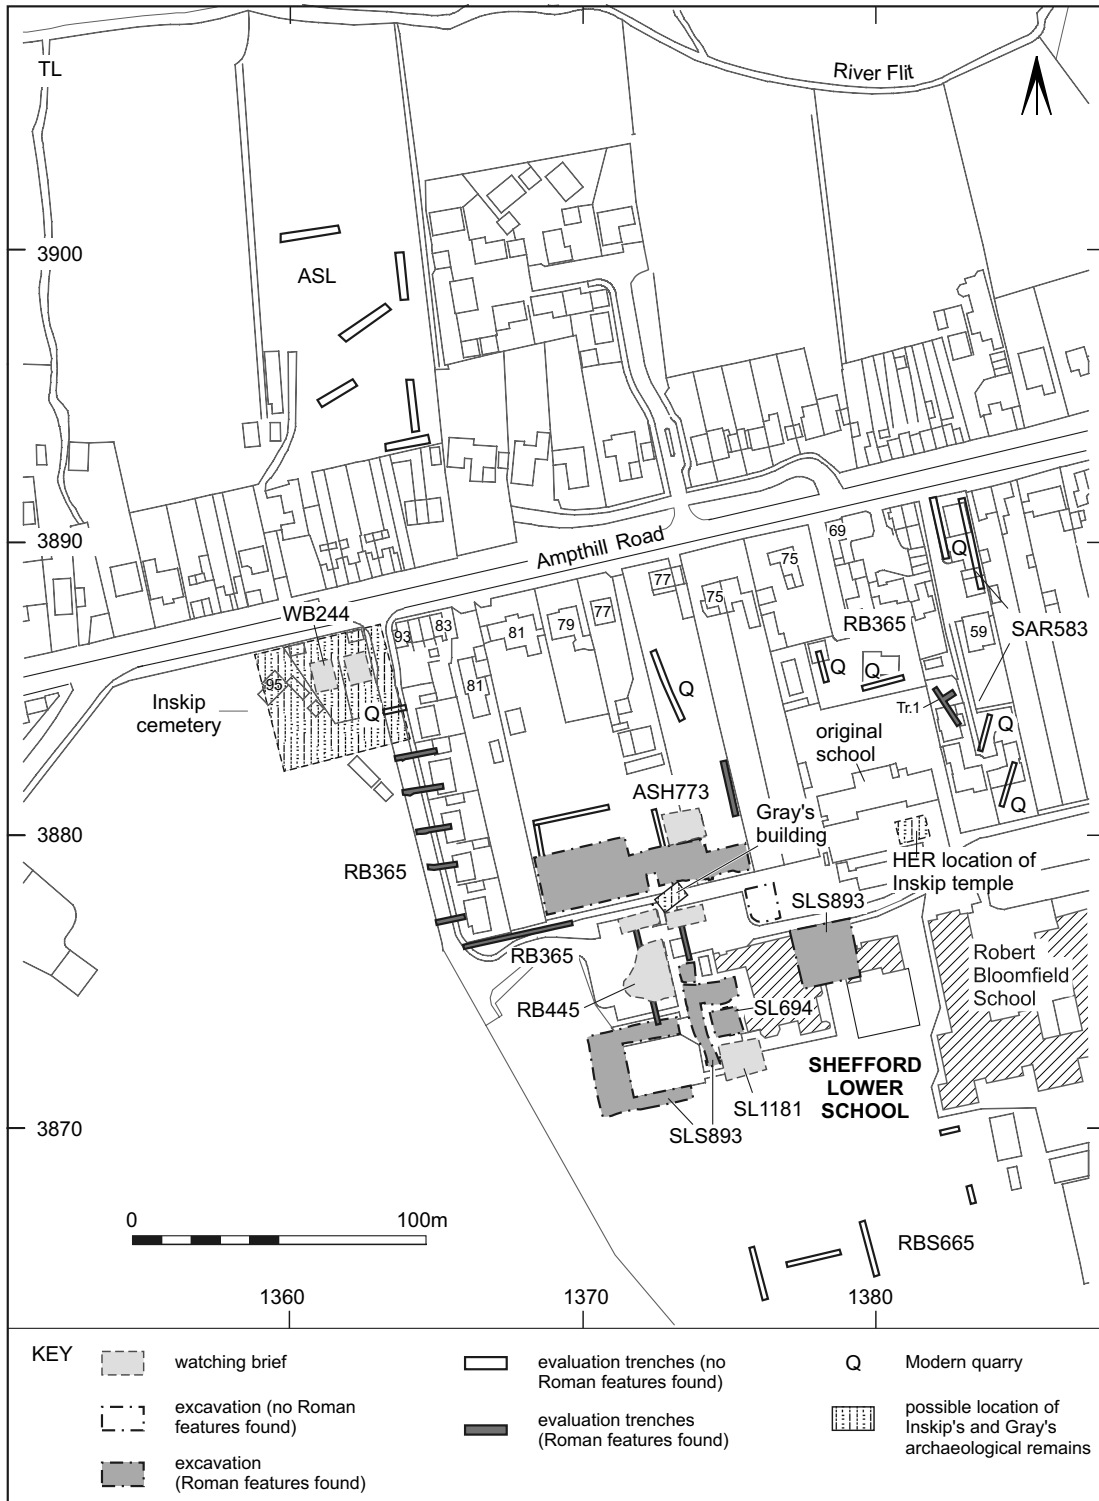 TL
River Flit
3900
ASL
3890
Ampthill Road
69
75
77
75
Q
WB244
RB365
59
SAR583
93
83
81
79
77
95
81
Inskip
cemetery
Q
Q
Q
Q
Tr.1
original
school
Q
Q
ASH773
3880
Gray's
building
RB365
HER location of
Inskip temple
SLS893
RB365
Robert
Bloomfield
School
RB445
SL694
SHEFFORD
LOWER
SCHOOL
SL1181
3870
SLS893
0
100m
RBS665
1360
1370
1380
KEY
watching brief
excavation (no Roman
features found)
excavation
(Roman features found)
evaluation trenches (no
Roman features found)
evaluation trenches
(Roman features found)
Q
Modern quarry
possible location of
Inskip's and Gray's
archaeological remains